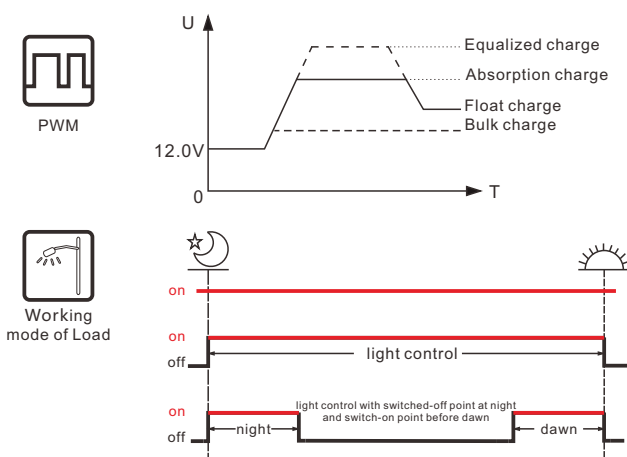 U
Equalized charge
Absorption charge
Float charge
Bulk charge
PWM
12.0V
0
T
Working
mode of Load
on
on
off
light control
on
off
night
light control with switched-off point at night
and switch-on point before dawn
dawn